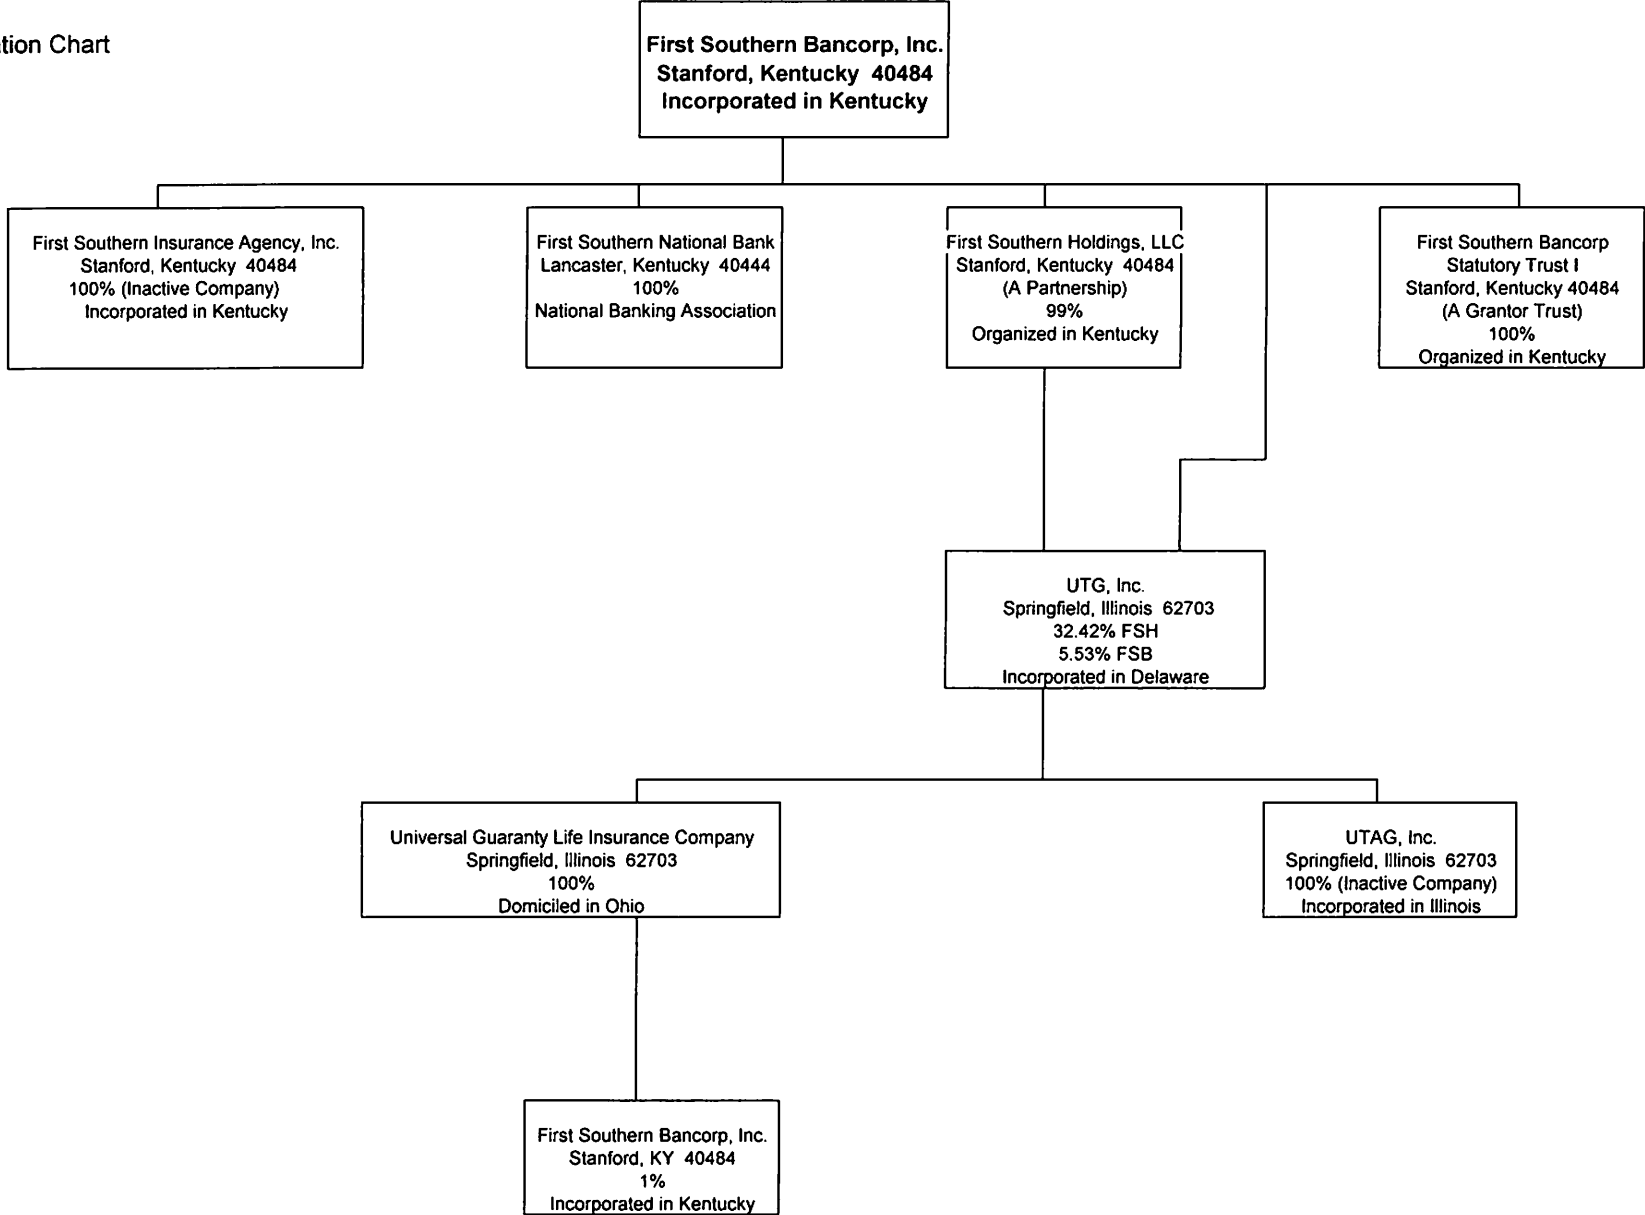 tion Chart
First Southern Bancorp, Inc.
Stanford, Kentucky 40484
Incorporated in Kentucky
First Southern Insurance Agency, Inc.
Stanford, Kentucky 40484
100% (Inactive Company)
Incorporated in Kentucky
First Southern National Bank
Lancaster, Kentucky 40444
100%
National Banking Association
First Southern Holdings, LLC
Stanford, Kentucky 40484
(A Partnership)
99%
Organized in Kentucky
First Southern Bancorp
Statutory Trust I
Stanford, Kentucky 40484
(A Grantor Trust)
100%
Organized in Kentucky
UTG, Inc.
Springfield, Illinois 62703
32.42% FSH
5.53% FSB
Incorporated in Delaware
Universal Guaranty Life Insurance Company
Springfield, Illinois 62703
100%
Domiciled in Ohio
UTAG, Inc.
Springfield, Illinois 62703
100% (Inactive Company)
Incorporated in Illinois
First Southern Bancorp, Inc.
Stanford, KY 40484
1%
Incorporated in Kentucky